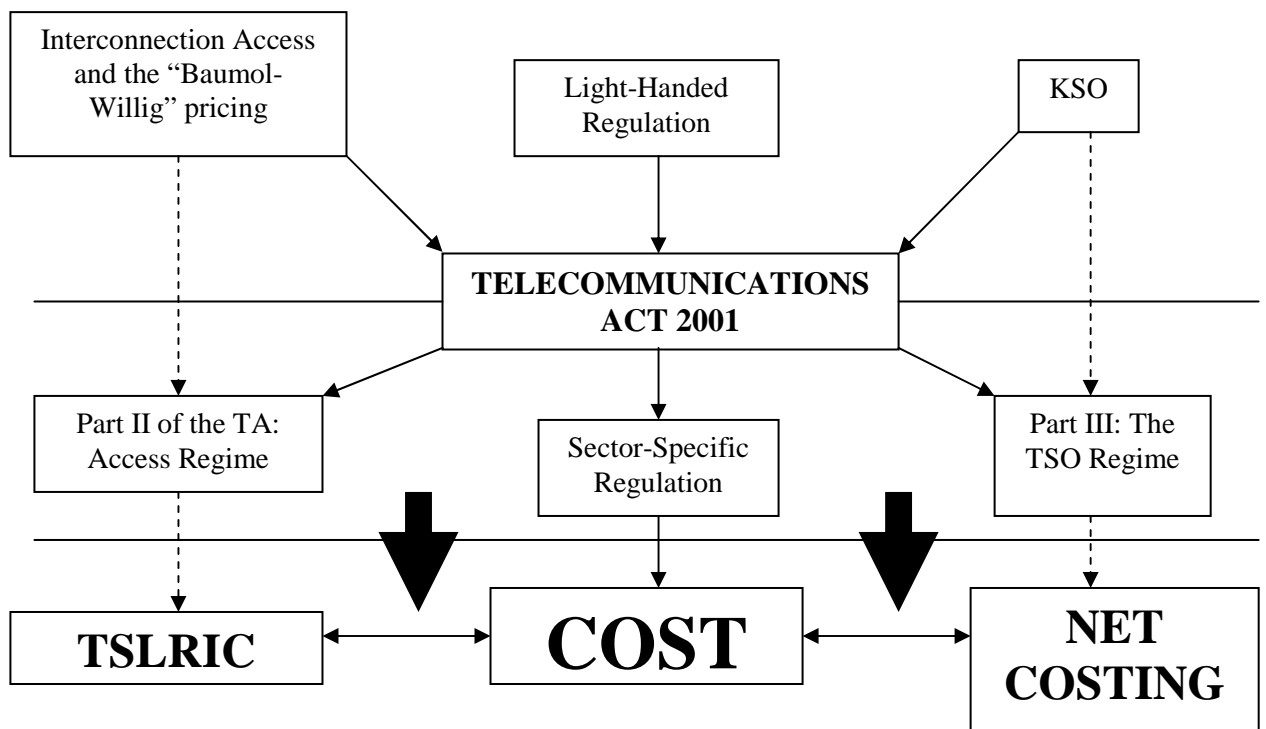 Interconnection Access
and the “Baumol-
Willig” pricing
Light-Handed
Regulation
KSO
TELECOMMUNICATIONS
ACT 2001
Part II of the TA:
Access Regime
Sector-Specific
Regulation
Part III: The
TSO Regime
TSLRIC
COST
NET
COSTING